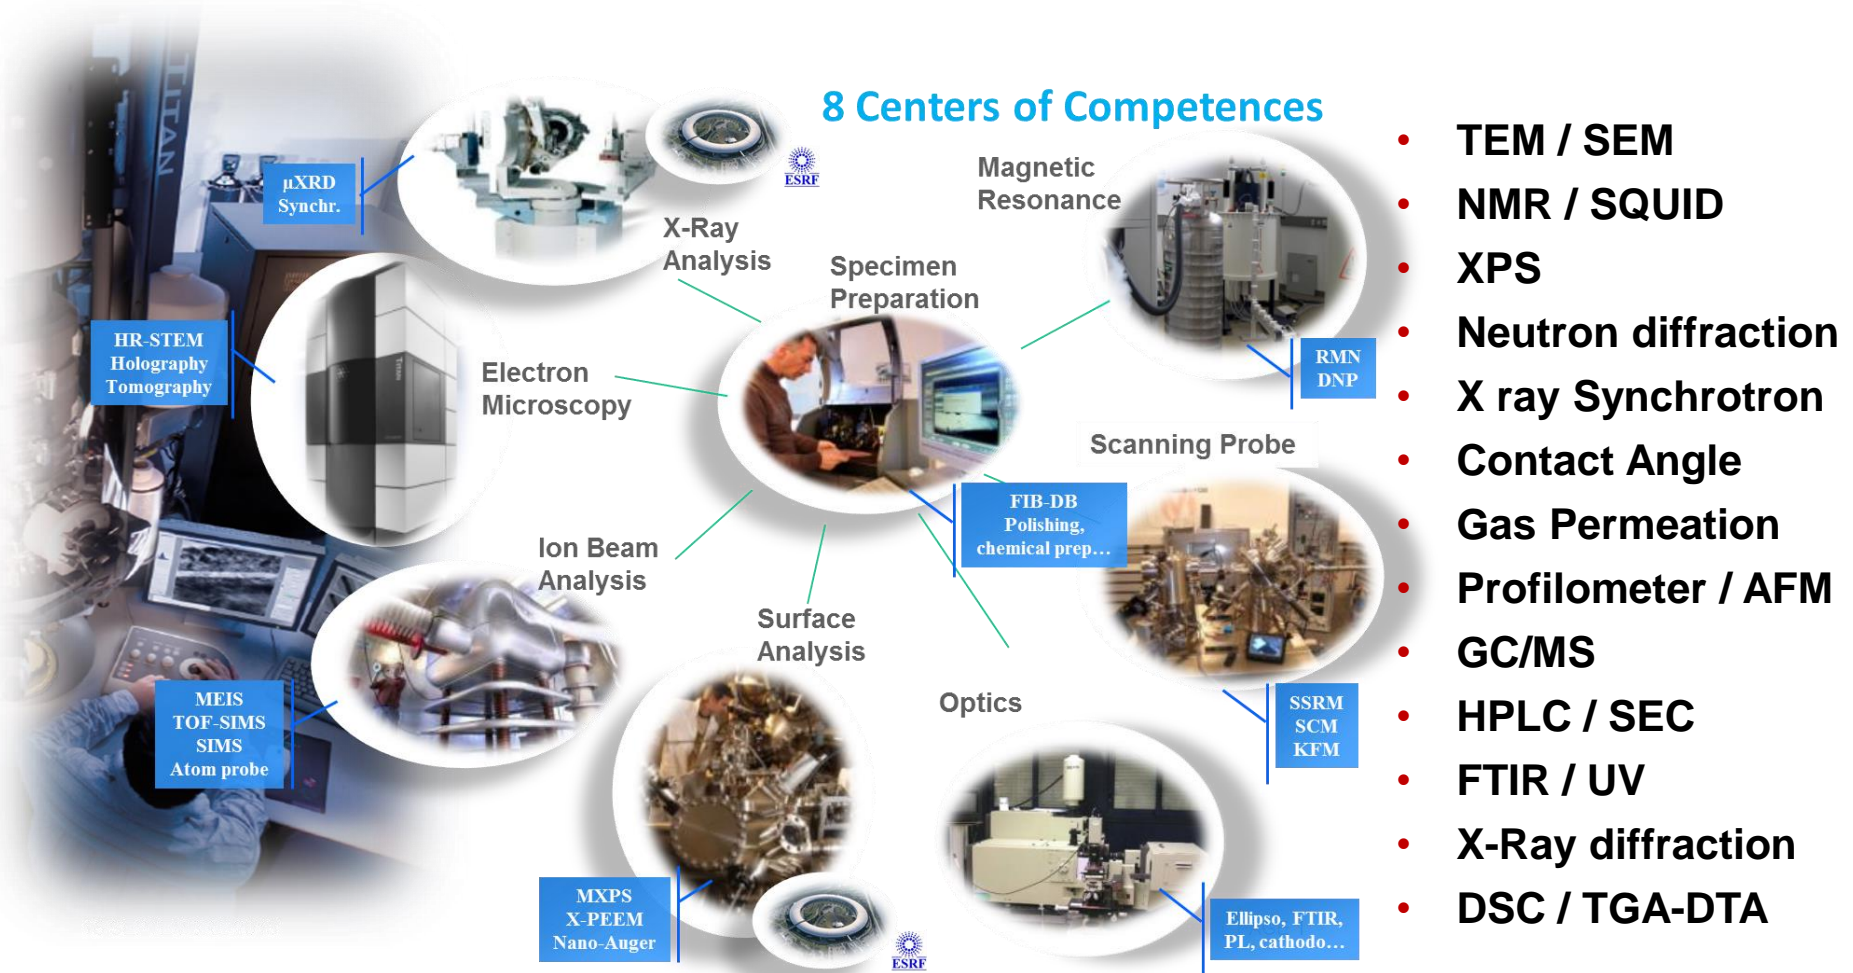 8 Centers of Competences
TITAN
µXRD
Synchr.
ESRF
X-Ray
Analysis
Magnetic
Resonance
RMN
DNP
Specimen
Preparation
HR-STEM
Holography
Tomography
TITAN
Electron
Microscopy
Scanning Probe
FIB-DB
Polishing,
chemical prep…
Ion Beam
Analysis
MEIS
TOF-SIMS
SIMS
Atom probe
Surface
Analysis
Optics
SSRM
SCM
KFM
MXPS
X-PEEM
Nano-Auger
ESRF
Ellipso, FTIR,
PL, cathodo…
• TEM / SEM
• NMR / SQUID
• XPS
• Neutron diffraction
• X ray Synchrotron
• Contact Angle
• Gas Permeation
• Profilometer / AFM
• GC/MS
• HPLC / SEC
• FTIR / UV
• X-Ray diffraction
• DSC / TGA-DTA